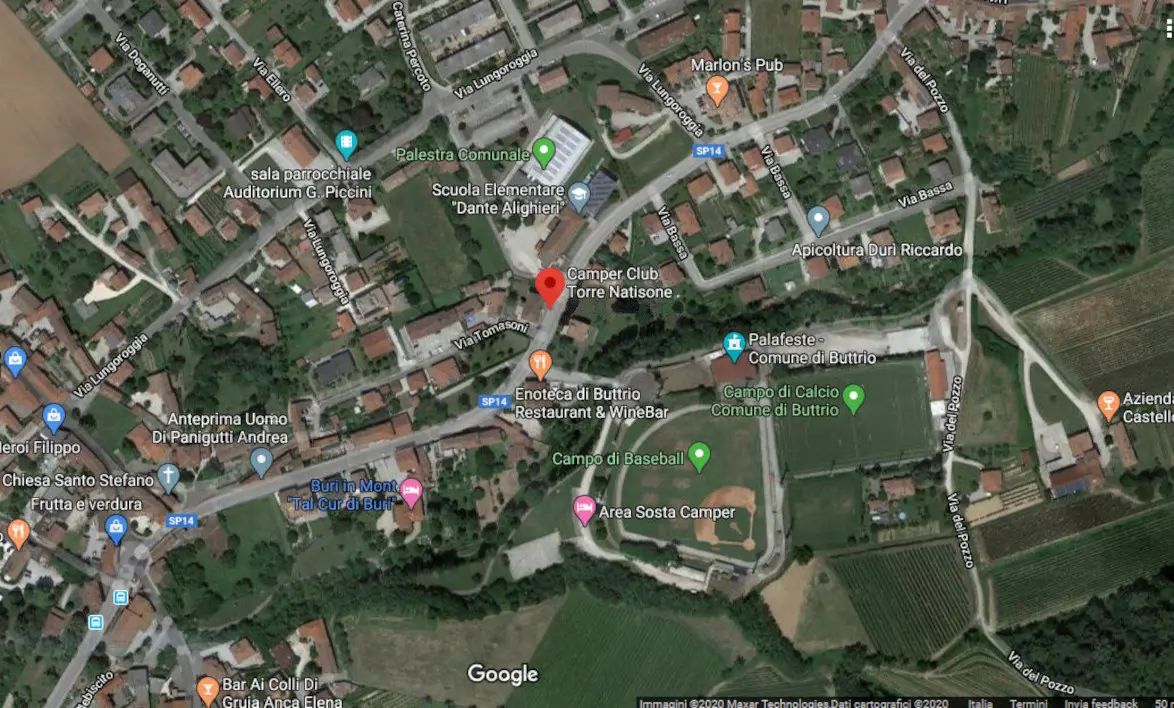 Via Deganutti
Via Ellero
Caterina Percoto
Via Lungoroggia
Via Lungoroggia
Marlon's Pub
Via del Pozzo
SP14
Palestra Comunale
sala parrocchiale
Auditorium G. Piccini
Scuola Elementare
"Dante Alighieri"
Via Bassa
Via Bassa
Via Bassa
Apicoltura Duri Riccardo
Via Lungoroggia
Camper Club
Torre Natisone
Via Tomasoni
Via Lungoroggia
Palafeste -
Comune di Buttrio
SP14
Enoteca di Buttrio
Restaurant & WineBar
Campo di Calcio
Comune di Buttrio
Via del Pozzo
Azienda
Castello
Anteprima Uomo
Di Panigutti Andrea
eroi Filippo
Campo di Baseball
Chiesa Santo Stefano
Buri in Mont
"Tal Cur di Buri"
Frutta e verdura
SP14
Area Sosta Camper
Via del Pozzo
Via del Pozzo
ebiscito
Bar Ai Colli Di
Gruia Anca Elena
Google
Immagini ©2020 Maxar Technologies,Dati cartografici ©2020 Italia Termini Invia feedback 50